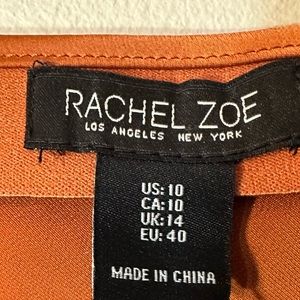 RACHEL ZOE
LOS ANGELES NEW YORK
US: 10
CA: 10
UK: 14
EU: 40
MADE IN CHINA